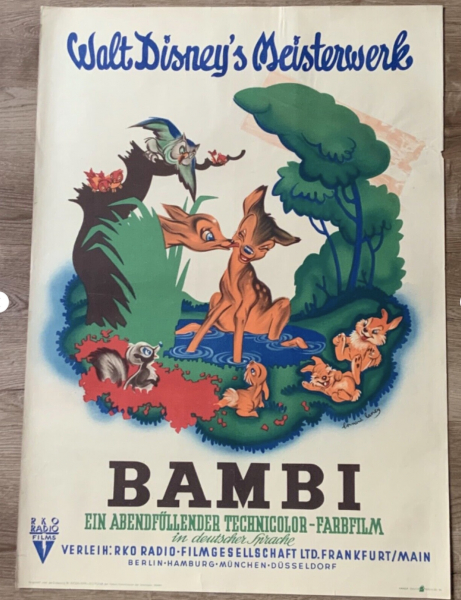 Walt Disney's Meisterwerk
BAMBI
EIN ABENDFÜLLENDER TECHNICOLOR-FARBFILM
in deutscher Sprache
RKO
RADIO
FILMS
VERLEIH: RKO RADIO-FILMGESELLSCHAFT LTD. FRANKFURT/MAIN
BERLIN·HAMBURG·MÜNCHEN·DÜSSELDORF